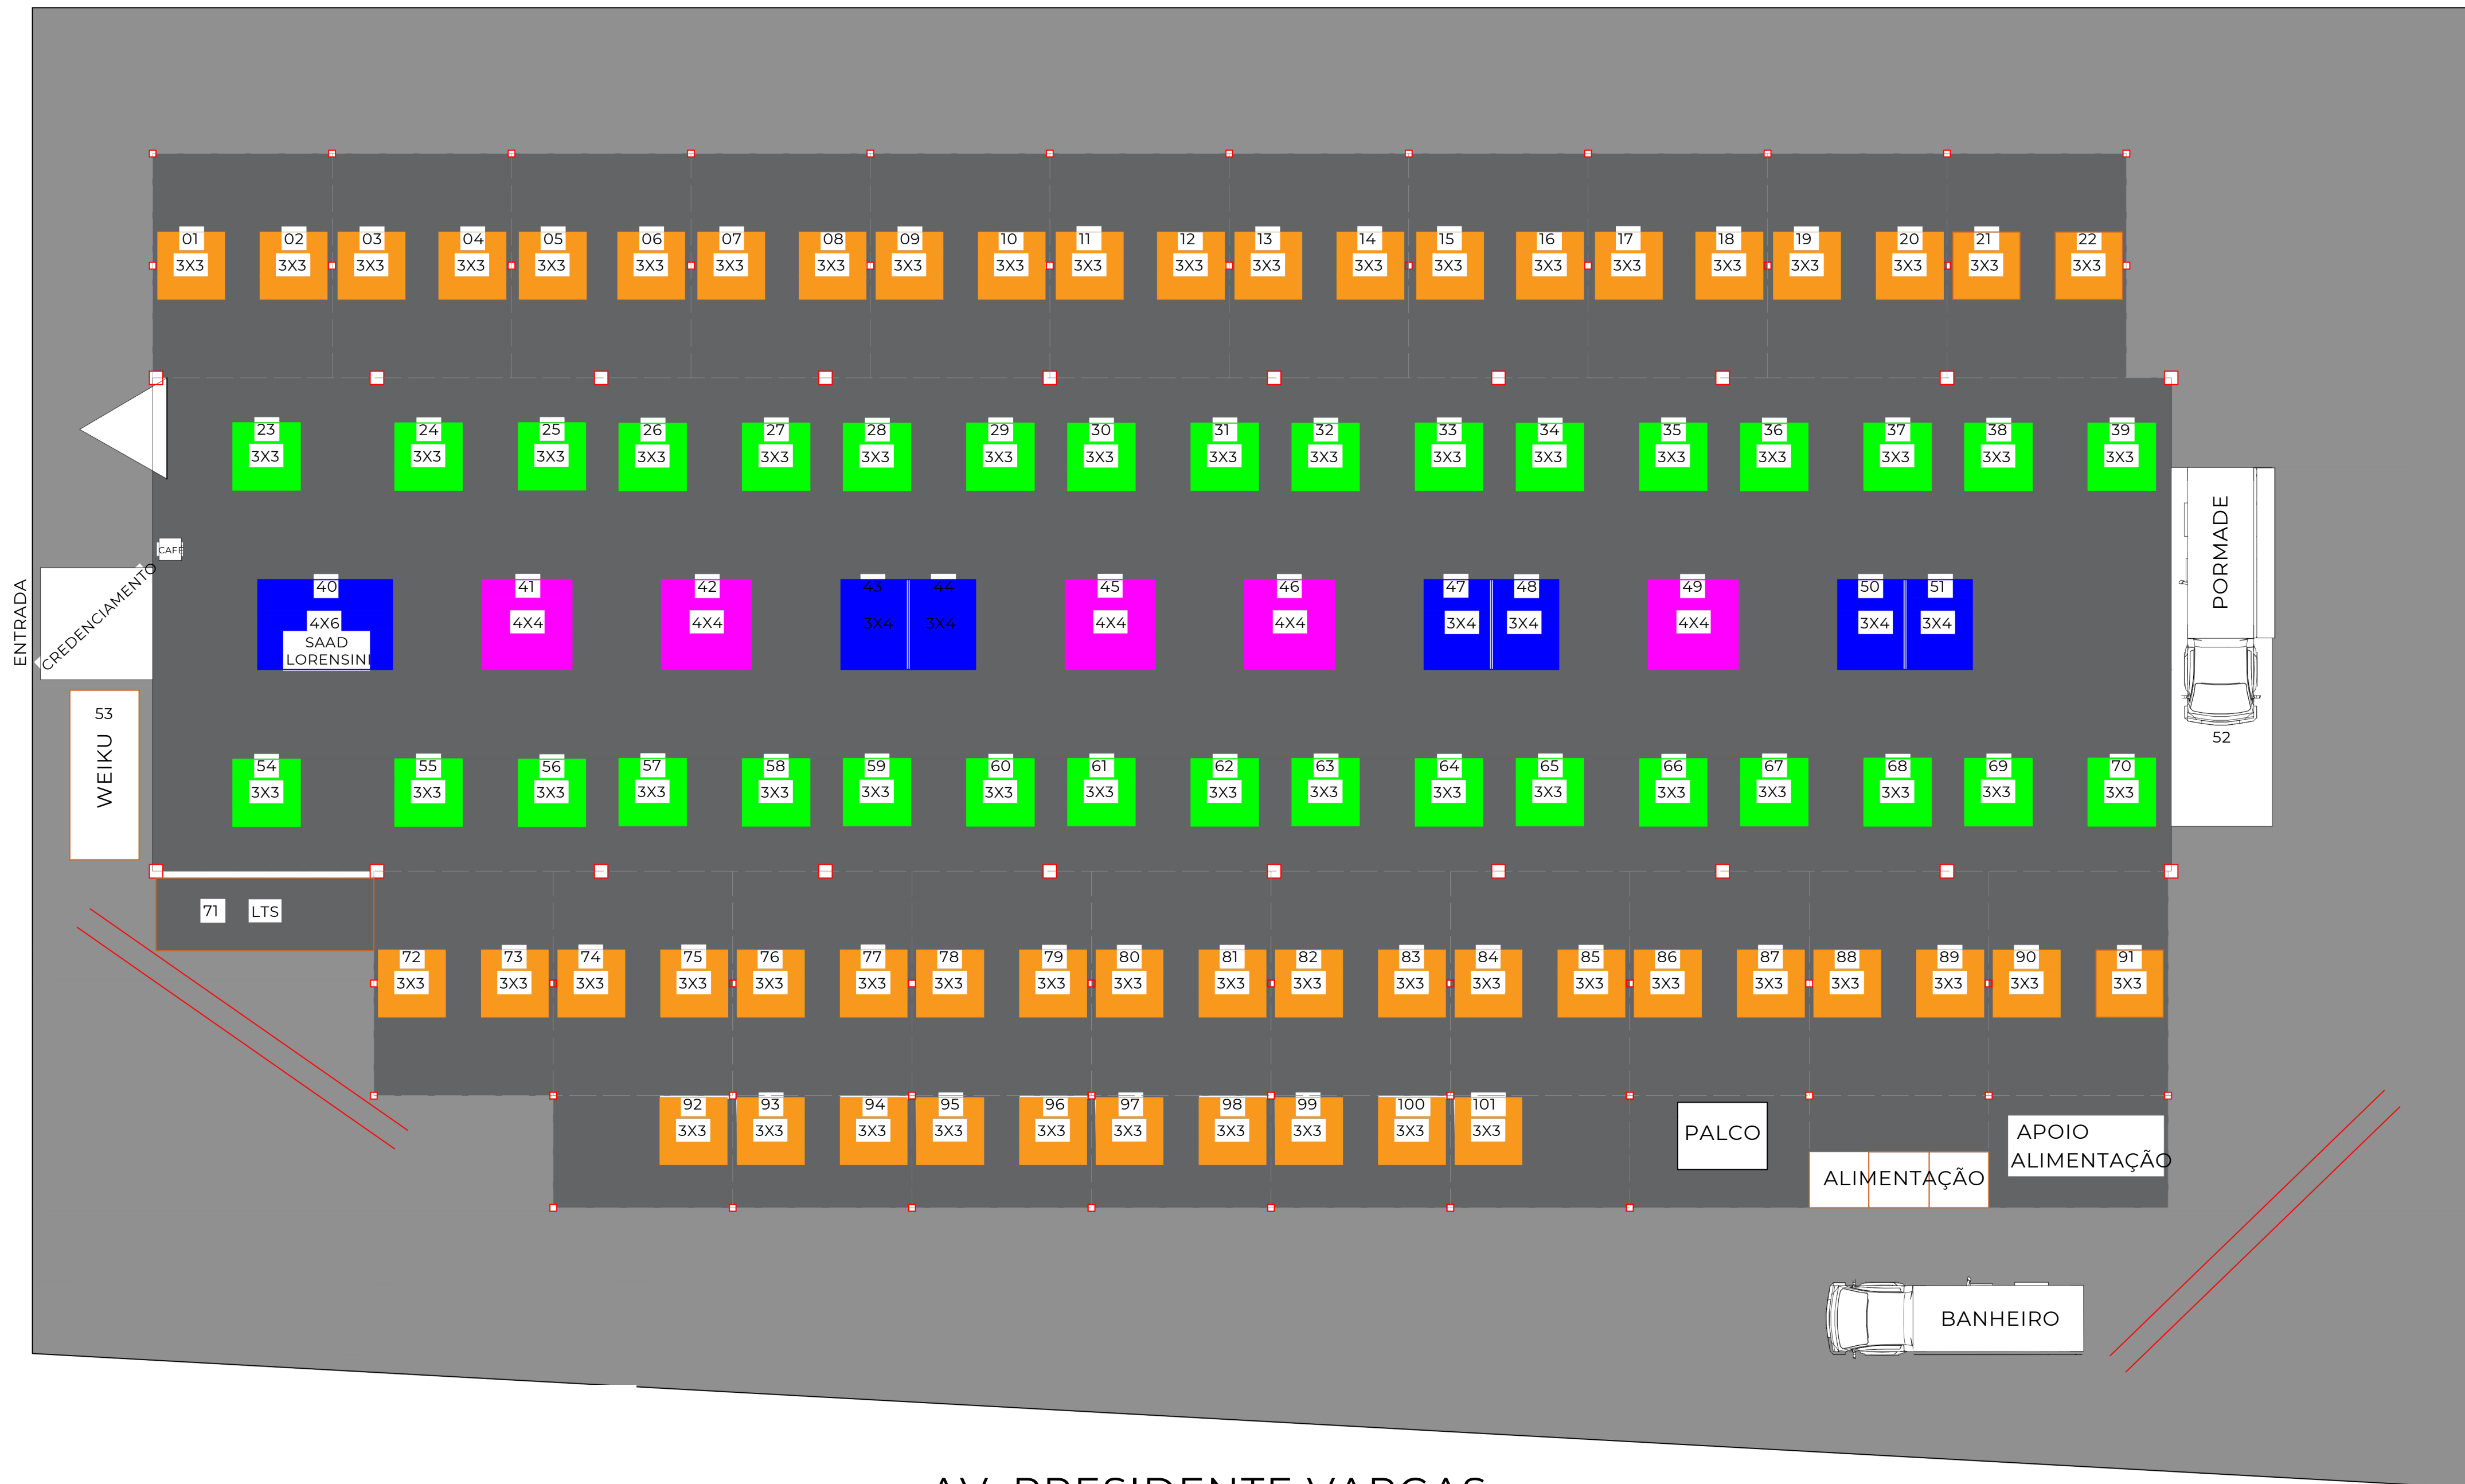 01 02 03 04 05 06 07 08 09 10 11 12 13 14 15 16 17 18 19 20 21 22
3X3 3X3 3X3 3X3 3X3 3X3 3X3 3X3 3X3 3X3 3X3 3X3 3X3 3X3 3X3 3X3 3X3 3X3 3X3 3X3 3X3 3X3
23 24 25 26 27 28 29 30 31 32 33 34 35 36 37 38 39
3X3 3X3 3X3 3X3 3X3 3X3 3X3 3X3 3X3 3X3 3X3 3X3 3X3 3X3 3X3 3X3 3X3
PORMADE
CAFÉ
ENTRADA
CREDENCIAMENTO
40 41 42 43 44 45 46 47 48 49 50 51
4X6 4X4 4X4 3X4 3X4 4X4 4X4 3X4 3X4 4X4 3X4 3X4
SAAD
LORENSINI
53
WEIKU
52
54 55 56 57 58 59 60 61 62 63 64 65 66 67 68 69 70
3X3 3X3 3X3 3X3 3X3 3X3 3X3 3X3 3X3 3X3 3X3 3X3 3X3 3X3 3X3 3X3 3X3
71 LTS
72 73 74 75 76 77 78 79 80 81 82 83 84 85 86 87 88 89 90 91
3X3 3X3 3X3 3X3 3X3 3X3 3X3 3X3 3X3 3X3 3X3 3X3 3X3 3X3 3X3 3X3 3X3 3X3 3X3 3X3
92 93 94 95 96 97 98 99 100 101
3X3 3X3 3X3 3X3 3X3 3X3 3X3 3X3 3X3 3X3
PALCO
ALIMENTAÇÃO
APOIO
ALIMENTAÇÃO
BANHEIRO
AV. PRESIDENTE VARGAS